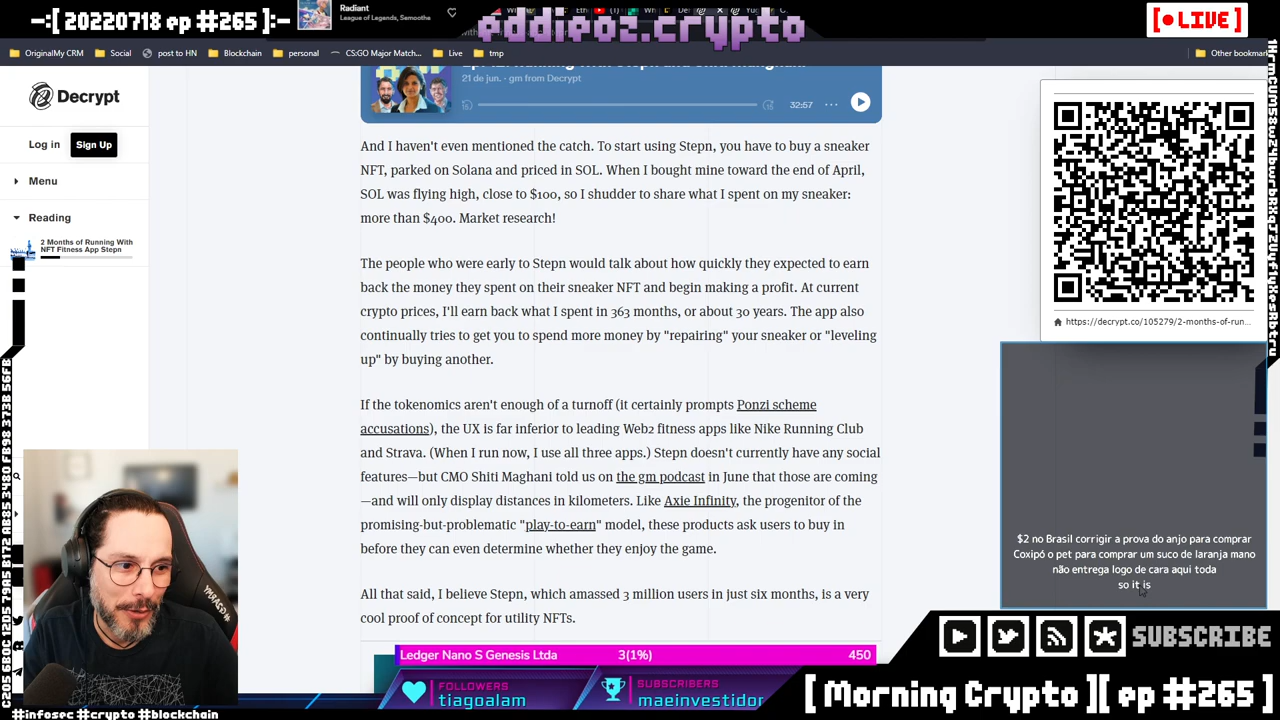 -:[ 20220718 ep #265 ]:-
Radiant
League of Legends, Semoothe
eddieoz.crypto
[● LIVE]
OriginalMy CRM
Social
post to HN
Blockchain
personal
CS:GO Major Match...
Live
tmp
Other bookmar
Decrypt
Log in
Sign Up
Menu
Reading
2 Months of Running With
NFT Fitness App Stepn
21 de jun. · gm from Decrypt
32:57
And I haven't even mentioned the catch. To start using Stepn, you have to buy a sneaker
NFT, parked on Solana and priced in SOL. When I bought mine toward the end of April,
SOL was flying high, close to $100, so I shudder to share what I spent on my sneaker:
more than $400. Market research!
The people who were early to Stepn would talk about how quickly they expected to earn
back the money they spent on their sneaker NFT and begin making a profit. At current
crypto prices, I'll earn back what I spent in 363 months, or about 30 years. The app also
continually tries to get you to spend more money by "repairing" your sneaker or "leveling
up" by buying another.
If the tokenomics aren't enough of a turnoff (it certainly prompts Ponzi scheme
accusations), the UX is far inferior to leading Web2 fitness apps like Nike Running Club
and Strava. (When I run now, I use all three apps.) Stepn doesn't currently have any social
features—but CMO Shiti Maghani told us on the gm podcast in June that those are coming
—and will only display distances in kilometers. Like Axie Infinity, the progenitor of the
promising-but-problematic "play-to-earn" model, these products ask users to buy in
before they can even determine whether they enjoy the game.
All that said, I believe Stepn, which amassed 3 million users in just six months, is a very
cool proof of concept for utility NFTs.
https://decrypt.co/105279/2-months-of-run...
$2 no Brasil corrigir a prova do anjo para comprar
Coxipó o pet para comprar um suco de laranja mano
não entrega logo de cara aqui toda
so it is
Ledger Nano S Genesis Ltda
3(1%)
450
FOLLOWERS
tiagoalam
SUBSCRIBERS
maeinvestidor
SUBSCRIBE
[ Morning Crypto ][ ep #265 ]
#infosec #crypto #blockchain